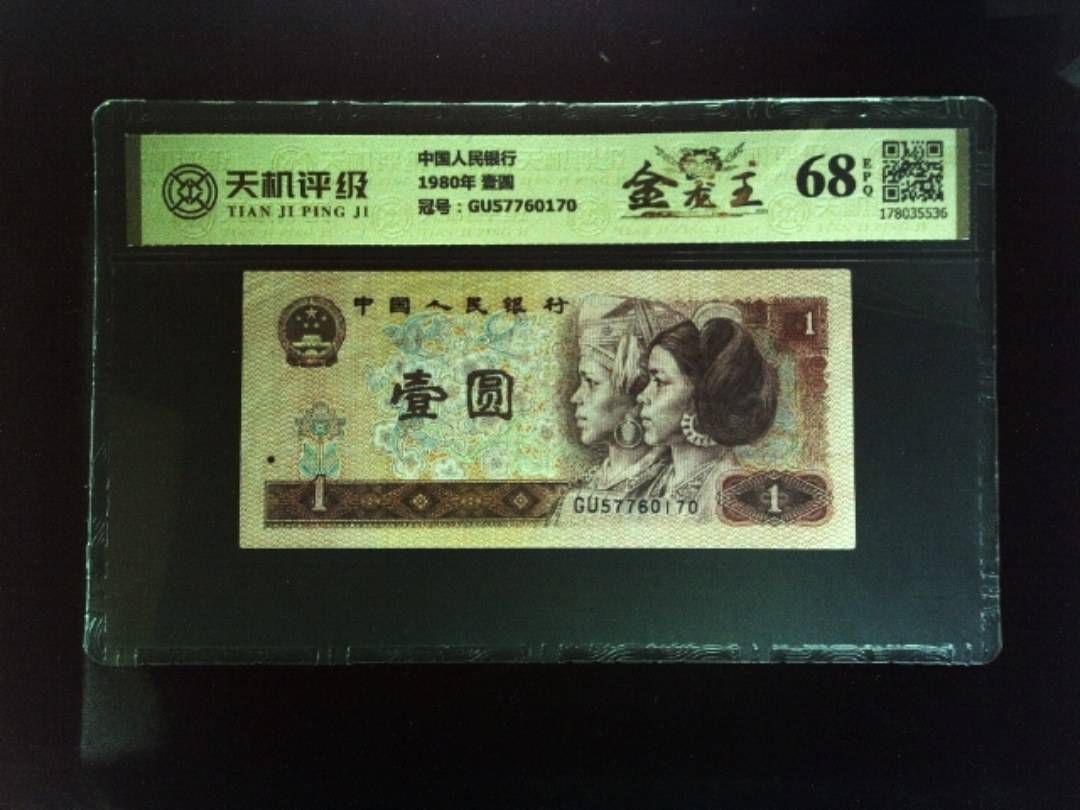 天机评级
TIAN JI PING JI
中国人民银行
1980年 壹圆
冠号：GU57760170
金龙王
68
EPQ
178035536
中國人民银行
1
壹圆
1
GU57760170
1